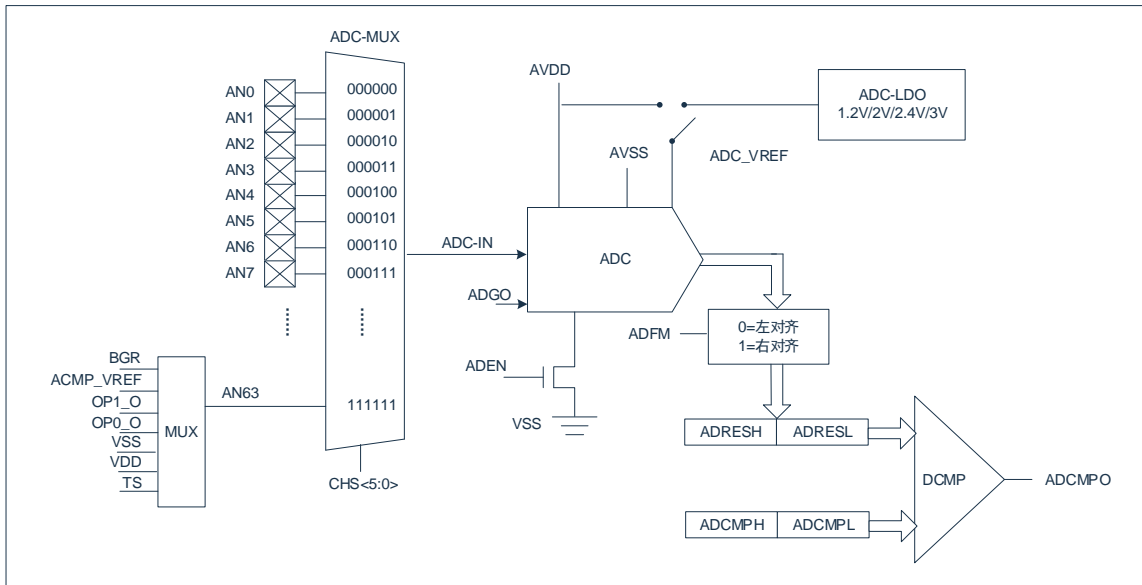 ADC-MUX
AN0
000000
AN1
000001
AN2
000010
AN3
000011
AN4
000100
AN5
000101
AN6
000110
AN7
000111
BGR
ACMP_VREF
OP1_O
OP0_O
VSS
VDD
TS
MUX
AN63
111111
CHS<5:0>
ADC-IN
ADGO
ADEN
VSS
AVDD
AVSS
ADC_VREF
ADC-LDO
1.2V/2V/2.4V/3V
ADC
ADFM
0=左对齐
1=右对齐
ADRESH
ADRESL
ADCMPH
ADCMPL
DCMP
ADCMPO